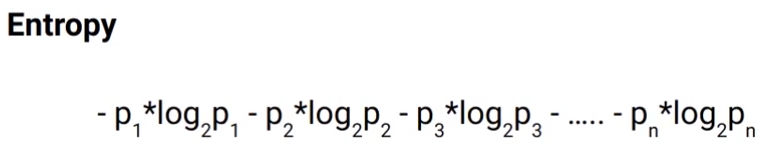 Entropy
- p₁*log₂p₁ - p₂*log₂p₂ - p₃*log₂p₃ - ..... - pₙ*log₂pₙ